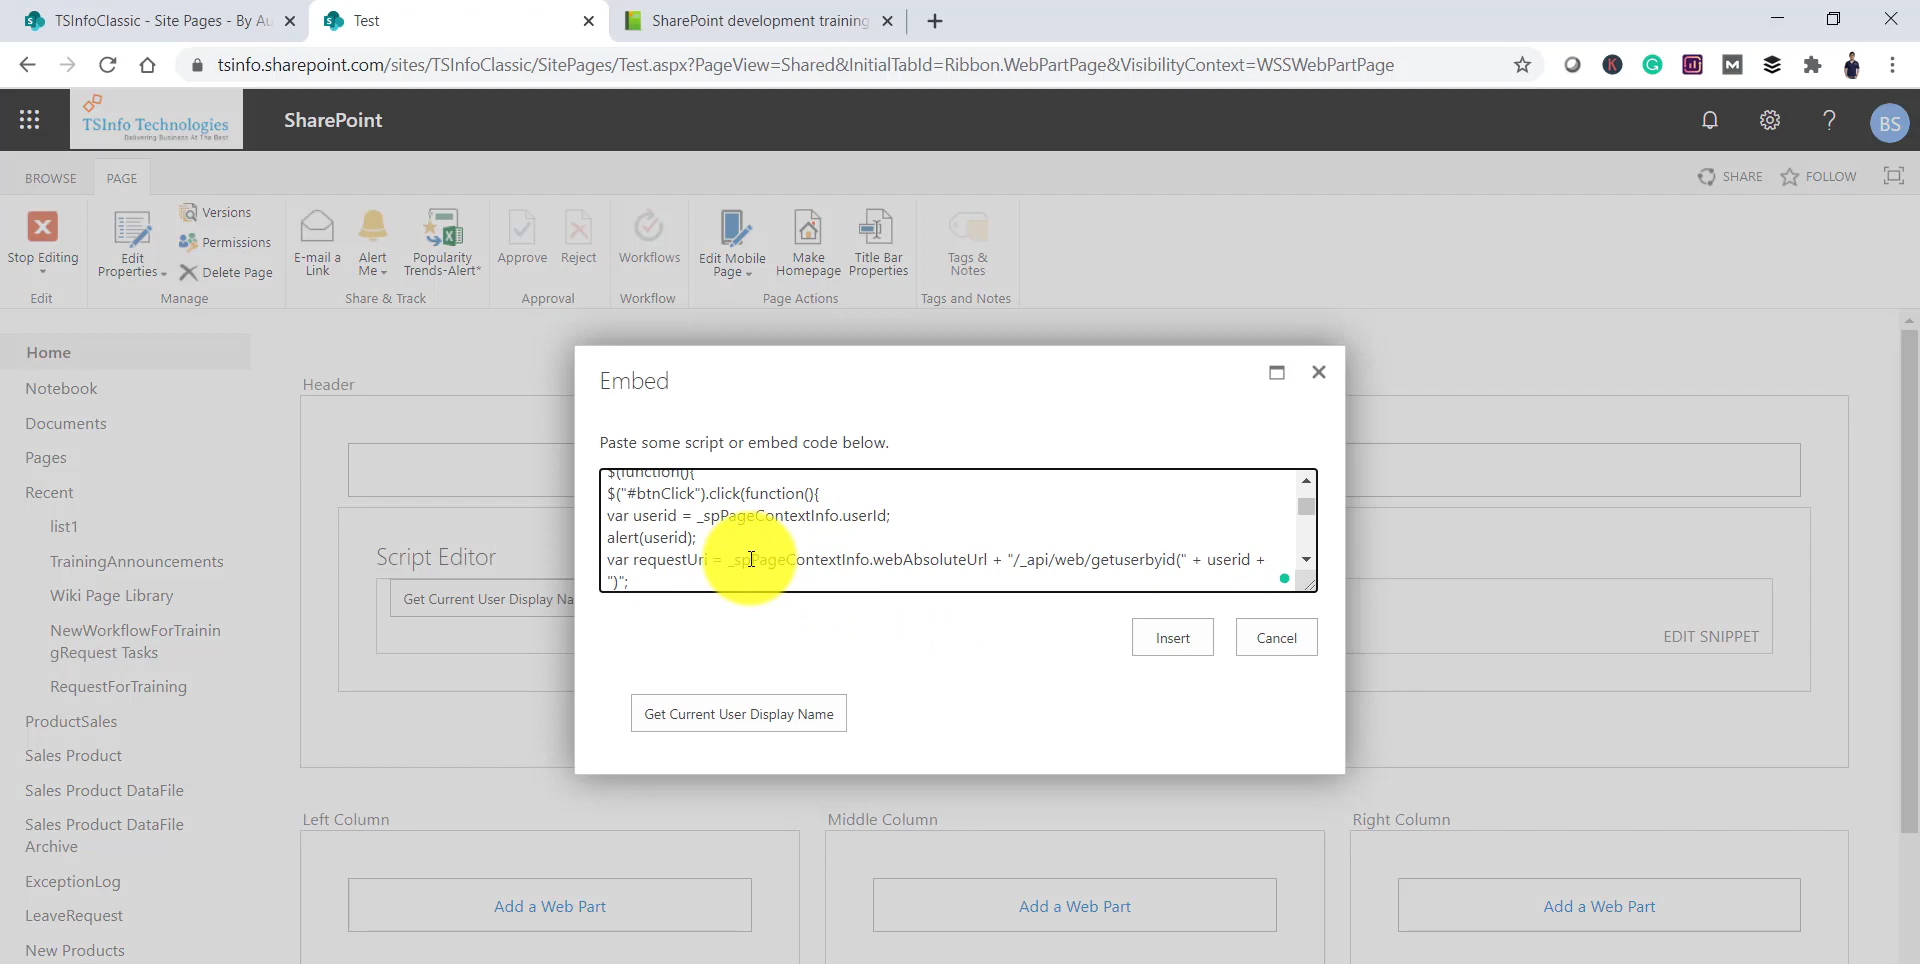 TSInfoClassic - Site Pages - By Au
Test
SharePoint development training
tsinfo.sharepoint.com/sites/TSInfoClassic/SitePages/Test.aspx?PageView=Shared&InitialTabId=Ribbon.WebPartPage&VisibilityContext=WSSWebPartPage
TSInfo Technologies
Delivering Business At The Best
SharePoint
BS
BROWSE
PAGE
SHARE
FOLLOW
Stop Editing
Edit
Edit
Properties
Versions
Permissions
Delete Page
Manage
E-mail a
Link
Alert
Me
Popularity
Trends-Alert*
Share & Track
Approve
Reject
Approval
Workflows
Workflow
Edit Mobile
Page
Make
Homepage
Title Bar
Properties
Page Actions
Tags &
Notes
Tags and Notes
Home
Notebook
Documents
Pages
Recent
list1
TrainingAnnouncements
Wiki Page Library
NewWorkflowForTrainin
gRequest Tasks
RequestForTraining
ProductSales
Sales Product
Sales Product DataFile
Sales Product DataFile
Archive
ExceptionLog
LeaveRequest
New Products
Header
Script Editor
Get Current User Display Na
EDIT SNIPPET
Embed
Paste some script or embed code below.
$(function(){
$("#btnClick").click(function(){
var userid = _spPageContextInfo.userId;
alert(userid);
var requestUri = _spPageContextInfo.webAbsoluteUrl + "/_api/web/getuserbyid(" + userid +
")";
Insert
Cancel
Get Current User Display Name
Left Column
Add a Web Part
Middle Column
Add a Web Part
Right Column
Add a Web Part